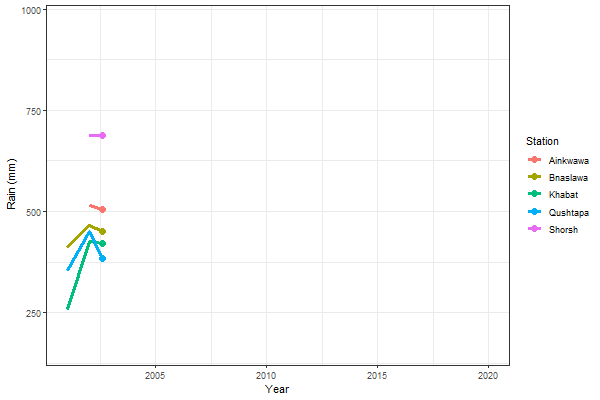 1000
750
500
250
Rain (mm)
2005
2010
2015
2020
Year
Station
Ainkwawa
Bnaslawa
Khabat
Qushtapa
Shorsh